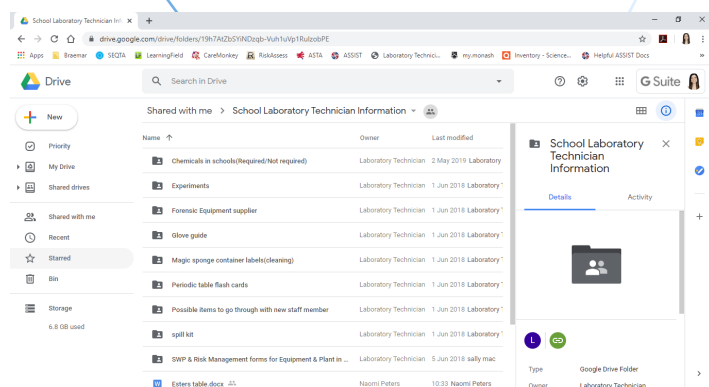 School Laboratory Technician Inf
drive.google.com/drive/folders/19h7AtZbSYiNDzqb-Vuh1uVp1RulzobPE
Apps Braemar SEQTA LearningField CareMonkey RiskAssess ASTA ASSIST Laboratory Technici... my.monash Inventory - Science... Helpful ASSIST Docs
Drive Search in Drive G Suite
New
Shared with me > School Laboratory Technician Information
Name Owner Last modified
Priority
My Drive
Shared drives
Shared with me
Recent
Starred
Bin
Storage
6.8 GB used
Chemicals in schools(Required/Not required) Laboratory Technician 2 May 2019 Laboratory
Experiments Laboratory Technician 1 Jun 2018 Laboratory
Forensic Equipment supplier Laboratory Technician 1 Jun 2018 Laboratory
Glove guide Laboratory Technician 1 Jun 2018 Laboratory
Magic sponge container labels(cleaning) Laboratory Technician 1 Jun 2018 Laboratory
Periodic table flash cards Laboratory Technician 1 Jun 2018 Laboratory
Possible items to go through with new staff member Laboratory Technician 1 Jun 2018 Laboratory
spill kit Laboratory Technician 1 Jun 2018 Laboratory
SWP & Risk Management forms for Equipment & Plant in ... Laboratory Technician 5 Jun 2018 sally mac
Esters table.docx Naomi Peters 10:33 Naomi Peters
School Laboratory
Technician
Information
Details Activity
L
Type Google Drive Folder
Owner Laboratory Technician